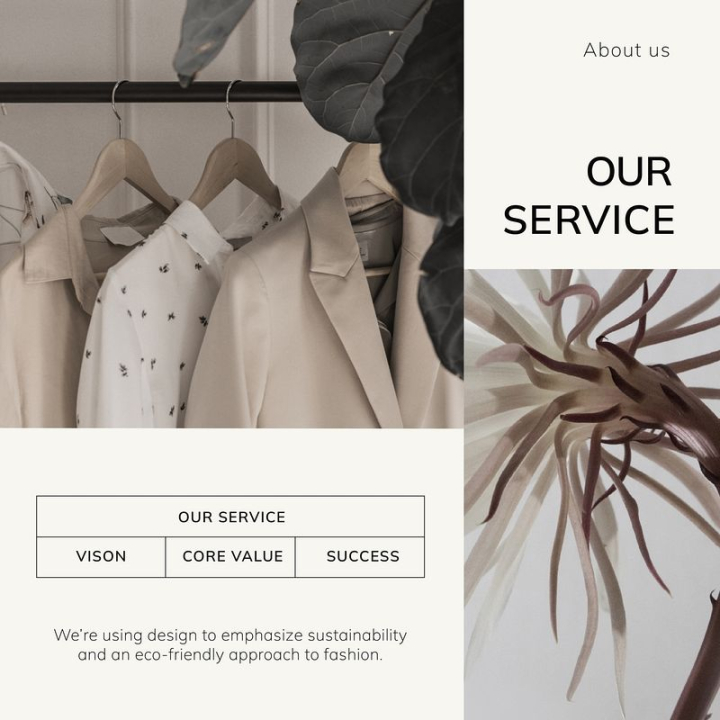 About us
OUR
SERVICE
OUR SERVICE
VISON
CORE VALUE
SUCCESS
We're using design to emphasize sustainability
and an eco-friendly approach to fashion.